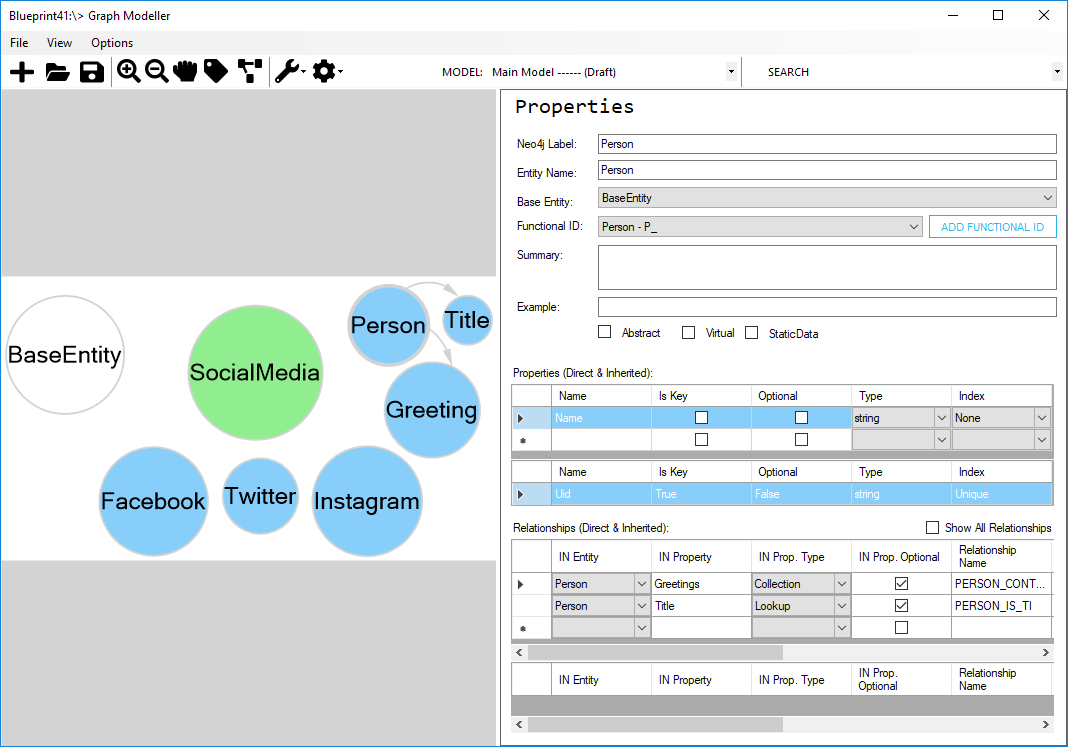 Blueprint41:\> Graph Modeller
File View Options
MODEL: Main Model ------ (Draft) SEARCH
Properties
Neo4j Label: Person
Entity Name: Person
Base Entity: BaseEntity
Functional ID: Person - P_ ADD FUNCTIONAL ID
Summary:
Example:
Abstract Virtual StaticData
Properties (Direct & Inherited):
Name Is Key Optional Type Index
Name string None
Name Is Key Optional Type Index
Uid True False string Unique
Relationships (Direct & Inherited): Show All Relationships
IN Entity IN Property IN Prop. Type IN Prop. Optional Relationship Name
Person Greetings Collection PERSON_CONT...
Person Title Lookup PERSON_IS_TI
IN Entity IN Property IN Prop. Type IN Prop. Optional Relationship Name
BaseEntity
SocialMedia
Person
Title
Greeting
Facebook
Twitter
Instagram